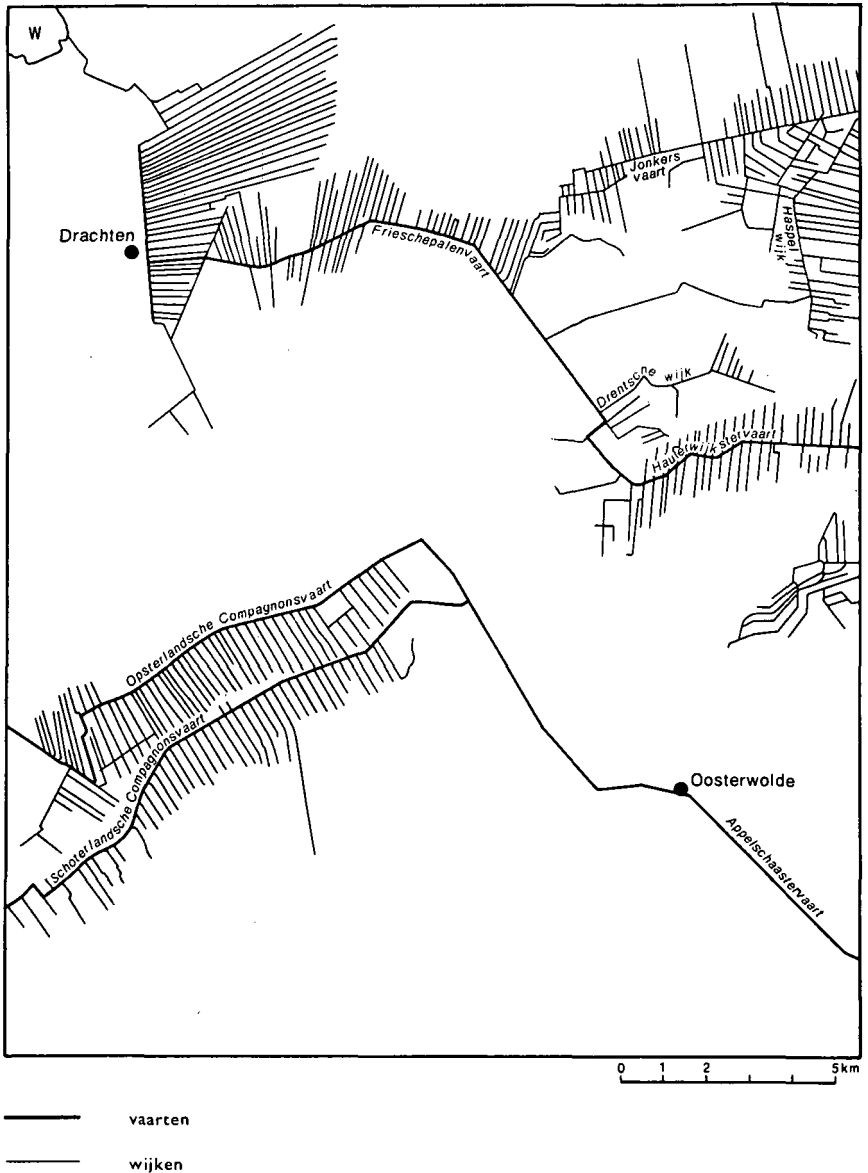 W
Drachten
Frieschepalenvaart
Jonkers
vaart
Haspel
wijk
Drentsche wijk
Haulerwijkstervaart
Opsterlandsche Compagnonsvaart
Schoterlandsche Compagnonsvaart
Oosterwolde
Appelschaastervaart
0 1 2 5km
vaarten
wijken